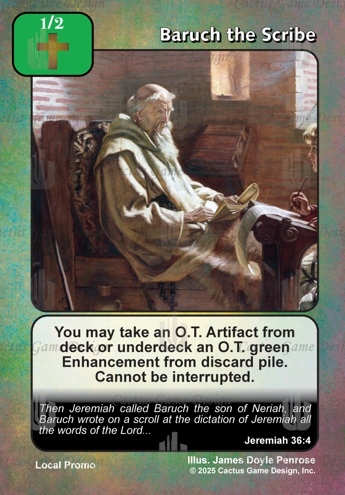 1/2
Baruch the Scribe
You may take an O.T. Artifact from
deck or underdeck an O.T. green
Enhancement from discard pile.
Cannot be interrupted.
Then Jeremiah called Baruch the son of Neriah, and
Baruch wrote on a scroll at the dictation of Jeremiah all
the words of the Lord...
Jeremiah 36:4
Local Promo
Illus. James Doyle Penrose
© 2025 Cactus Game Design, Inc.